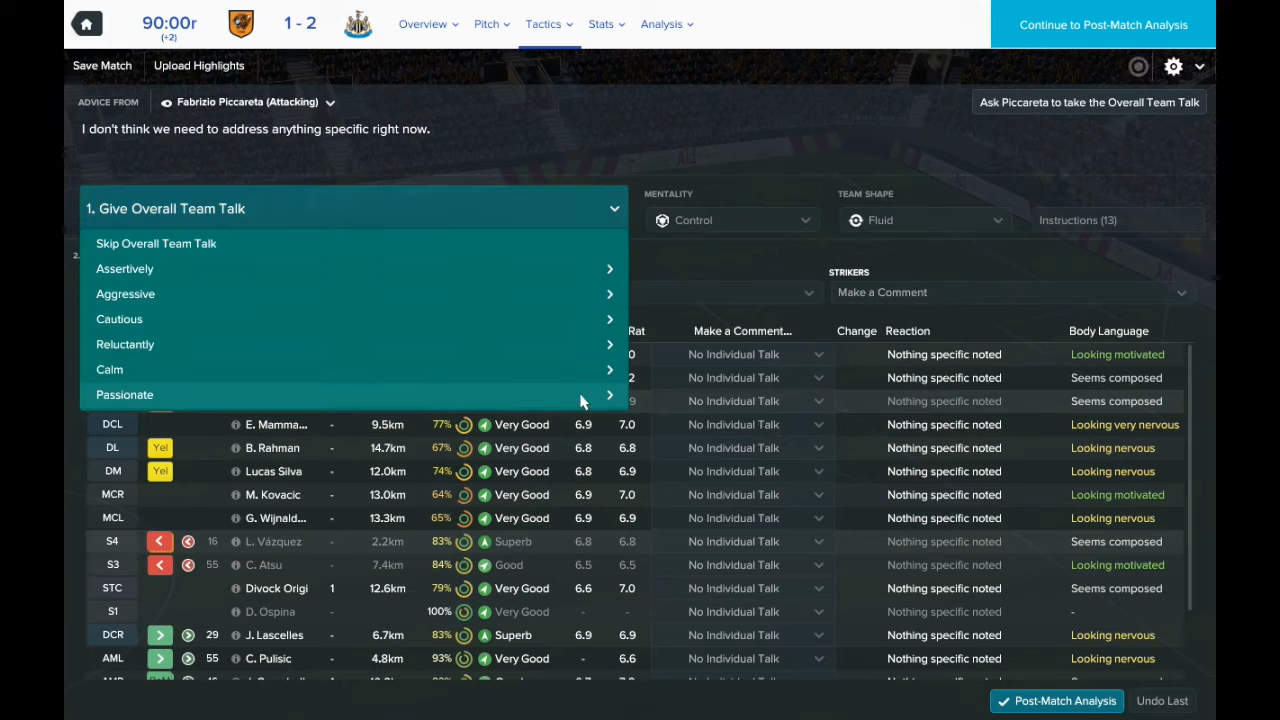 90:00r 1 - 2 Overview Pitch Tactics Stats Analysis Continue to Post-Match Analysis
(+2)
Save Match Upload Highlights
ADVICE FROM Fabrizio Piccareta (Attacking) Ask Piccareta to take the Overall Team Talk
I don't think we need to address anything specific right now.
1. Give Overall Team Talk MENTALITY TEAM SHAPE
Control Fluid Instructions (13)
Skip Overall Team Talk
2.
Assertively STRIKERS
Aggressive Make a Comment
Cautious
Rat Make a Comment... Change Reaction Body Language
Reluctantly 0 No Individual Talk Nothing specific noted Looking motivated
Calm 2 No Individual Talk Nothing specific noted Seems composed
Passionate 9 No Individual Talk Nothing specific noted Seems composed
DCL E. Mamma... - 9.5km 77% Very Good 6.9 7.0 No Individual Talk Nothing specific noted Looking very nervous
DL Yel B. Rahman - 14.7km 67% Very Good 6.8 6.8 No Individual Talk Nothing specific noted Looking nervous
DM Yel Lucas Silva - 12.0km 74% Very Good 6.8 6.9 No Individual Talk Nothing specific noted Looking nervous
MCR M. Kovacic - 13.0km 64% Very Good 6.9 7.0 No Individual Talk Nothing specific noted Looking motivated
MCL G. Wijnald... - 13.3km 65% Very Good 6.9 6.9 No Individual Talk Nothing specific noted Looking nervous
S4 16 L. Vázquez - 2.2km 83% Superb 6.8 6.8 No Individual Talk Nothing specific noted Seems composed
S3 55 C. Atsu - 7.4km 84% Good 6.5 6.5 No Individual Talk Nothing specific noted Looking motivated
STC Divock Origi 1 12.6km 79% Very Good 6.6 7.0 No Individual Talk Nothing specific noted Seems composed
S1 D. Ospina - 100% Very Good - - No Individual Talk Nothing specific noted -
DCR 29 J. Lascelles - 6.7km 83% Superb 6.9 6.9 No Individual Talk Nothing specific noted Looking nervous
AML 55 C. Pulisic - 4.8km 93% Very Good - 6.6 No Individual Talk Nothing specific noted Looking nervous
Post-Match Analysis Undo Last